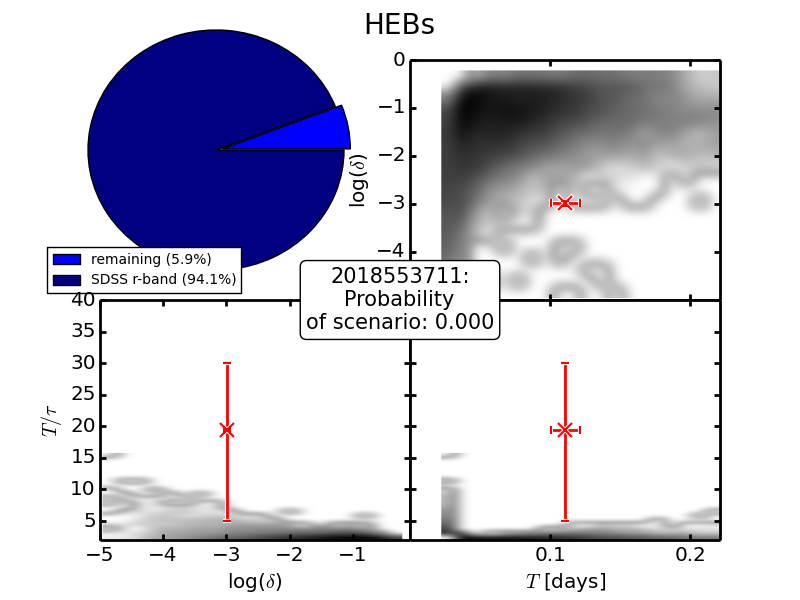 HEBs
remaining (5.9%)
SDSS r-band (94.1%)
0
−1
−2
−3
−4
log(δ)
2018553711:
Probability
of scenario: 0.000
40
35
30
25
20
15
10
5
T/τ
−5 −4 −3 −2 −1
log(δ)
0.1 0.2
T [days]